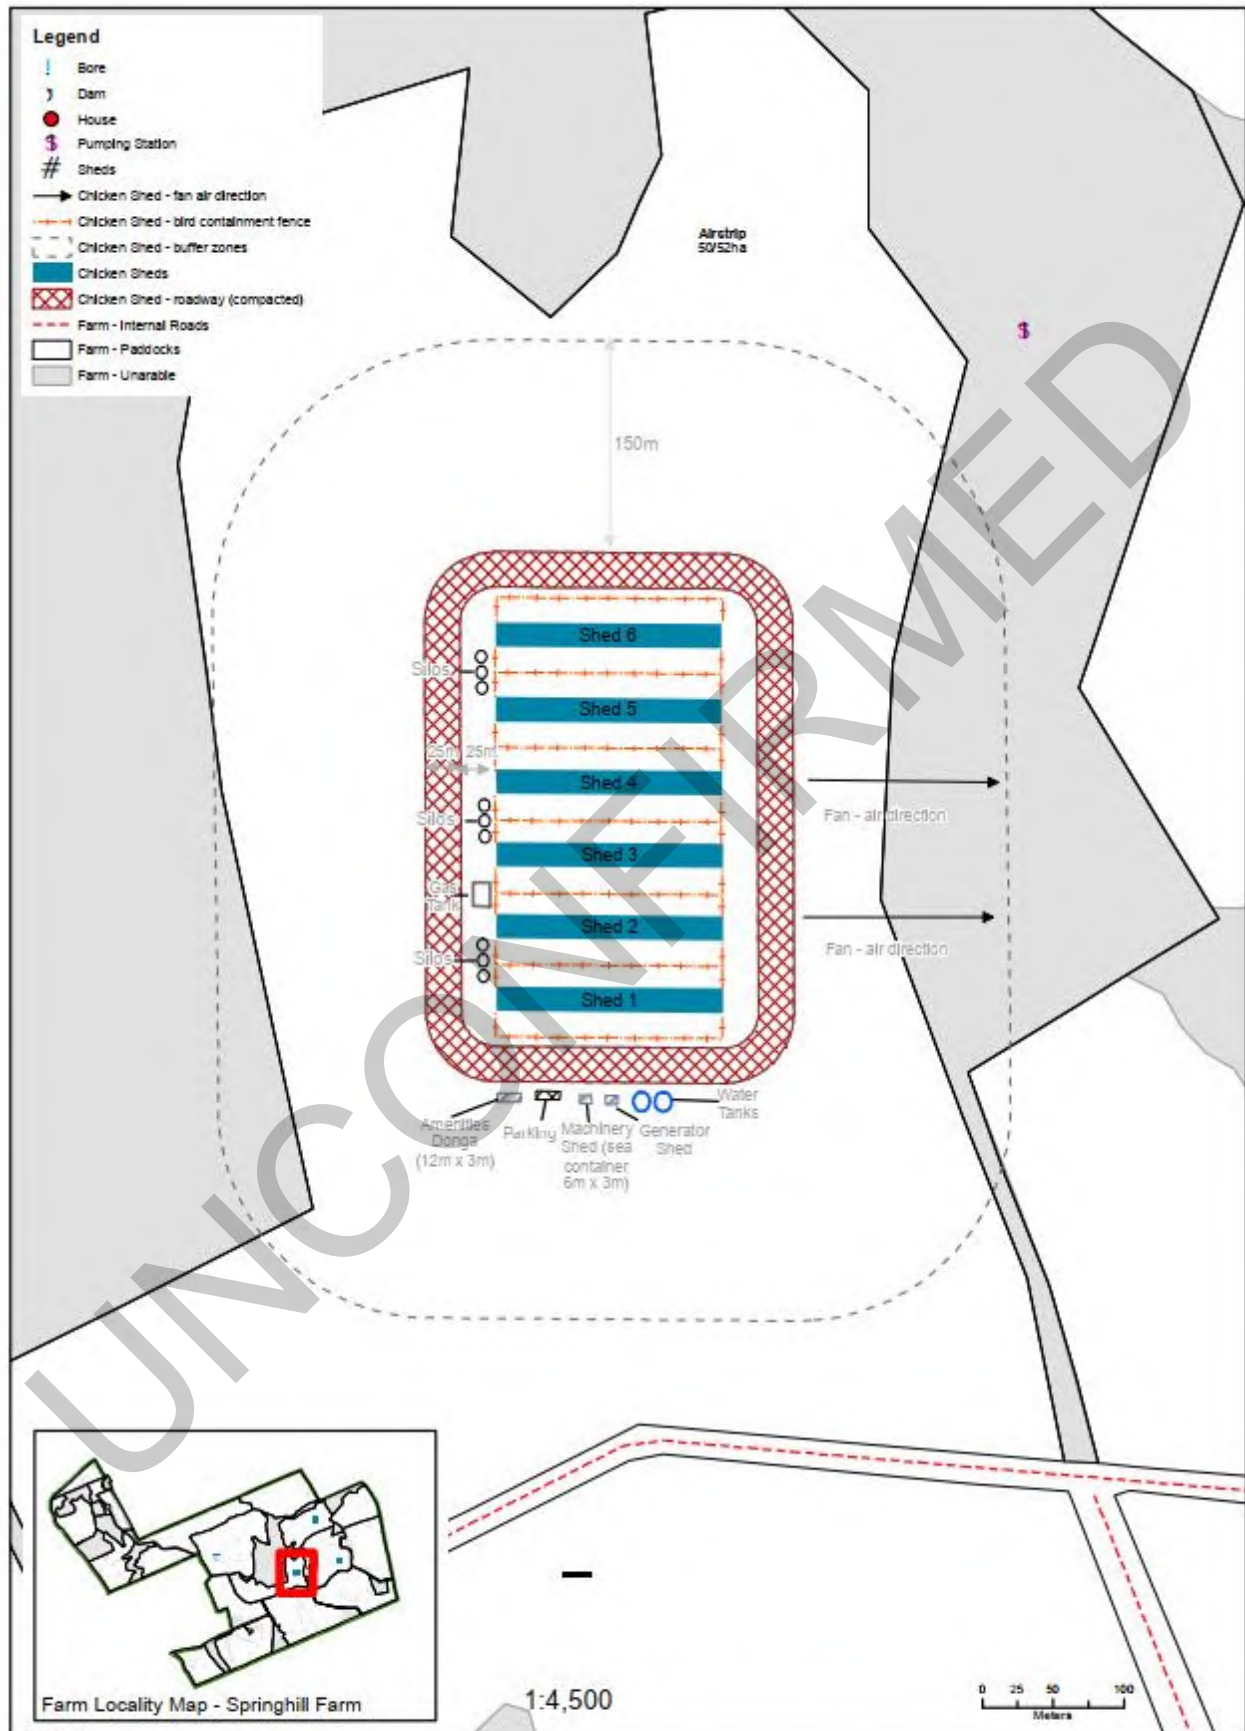 Legend
Bore
Dam
House
Pumping Station
Sheds
Chicken Shed - fan air direction
Chicken Shed - bird containment fence
Chicken Shed - buffer zones
Chicken Sheds
Chicken Shed - roadway (compacted)
Farm - Internal Roads
Farm - Paddocks
Farm - Unarable
Airstrip
50/52ha
$
150m
Shed 6
Silos
Shed 5
25m 25m
Shed 4
Fan - air direction
Silos
Shed 3
Gas
Tank
Shed 2
Fan - air direction
Silos
Shed 1
Amenities
Donga
(12m x 3m)
Parking
Machinery
Shed (sea
container
6m x 3m)
Generator
Shed
Water
Tanks
UNCONFIRMED
Farm Locality Map - Springhill Farm
1:4,500
0 25 50 100
Meters